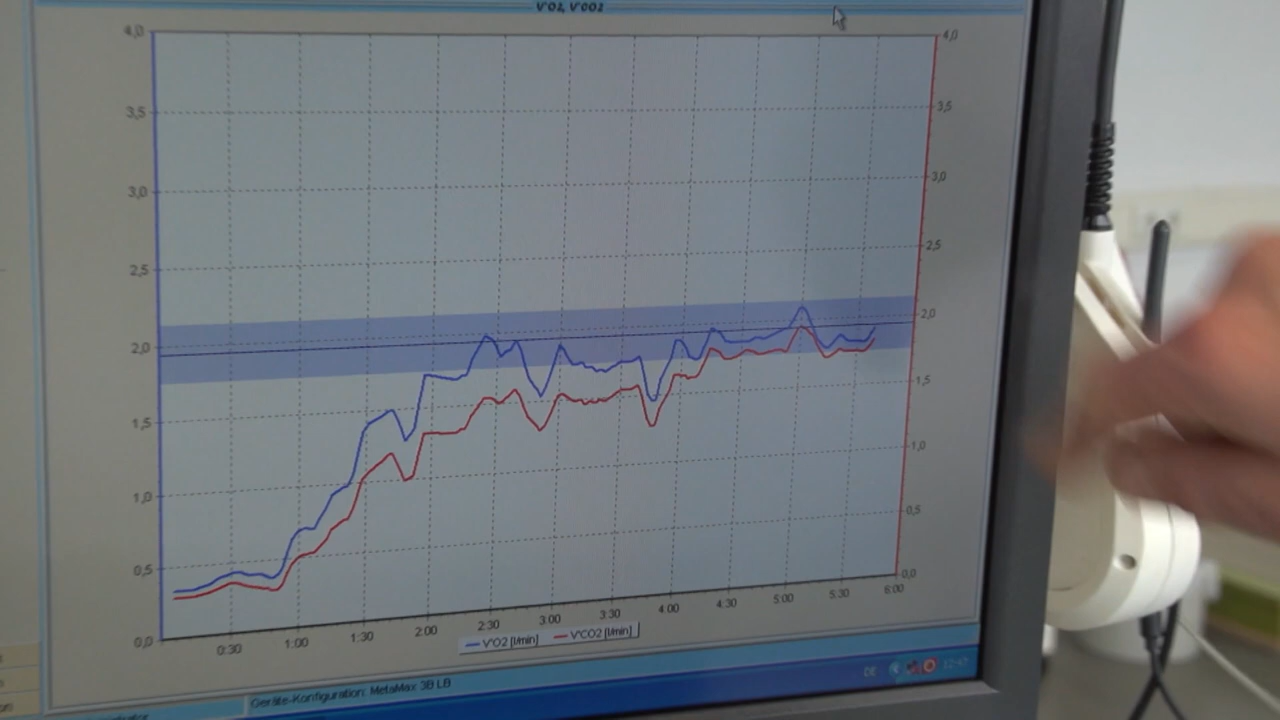 V'O2, V'CO2
4,0 4,0
3,5 3,5
3,0 3,0
2,5 2,5
2,0 2,0
1,5 1,5
1,0 1,0
0,5 0,5
0,0 0,0
0:30 1:00 1:30 2:00 2:30 3:00 3:30 4:00 4:30 5:00 5:30 6:00
V'O2 [l/min] V'CO2 [l/min]
Geräte-Konfiguration: MetaMax 3B LB
DE 12:47